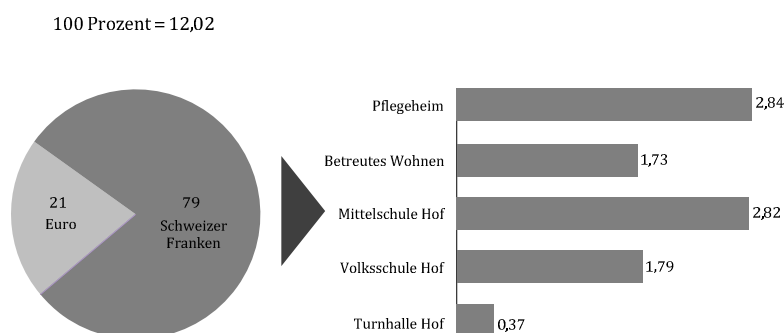 100 Prozent = 12,02
21
Euro
79
Schweizer
Franken
Pflegeheim 2,84
Betreutes Wohnen 1,73
Mittelschule Hof 2,82
Volksschule Hof 1,79
Turnhalle Hof 0,37